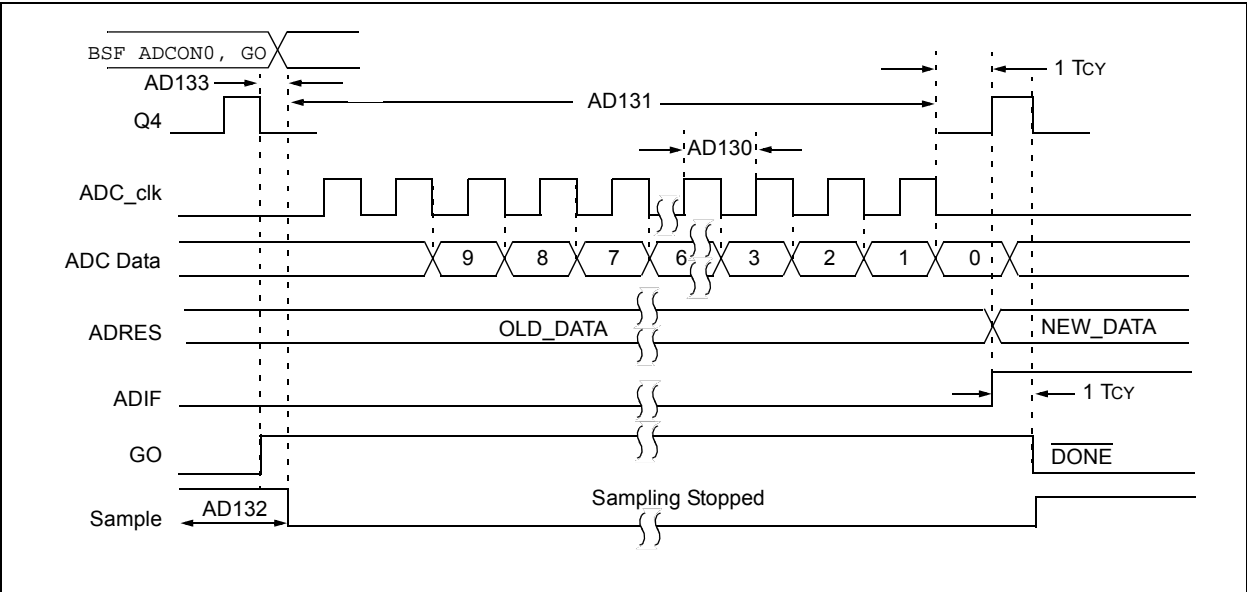 BSF ADCON0, GO
AD133
1 TCY
AD131
Q4
AD130
ADC_clk
ADC Data 9 8 7 6 3 2 1 0
ADRES OLD_DATA NEW_DATA
ADIF 1 TCY
GO DONE
Sample AD132 Sampling Stopped